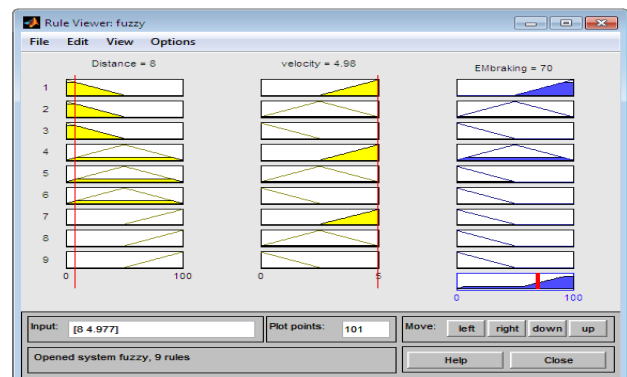 Rule Viewer: fuzzy
File Edit View Options
Distance = 8 velocity = 4.98 EMbraking = 70
1
2
3
4
5
6
7
8
9
0 100 0 5
0 100
Input: [8 4.977] Plot points: 101 Move: left right down up
Opened system fuzzy, 9 rules Help Close